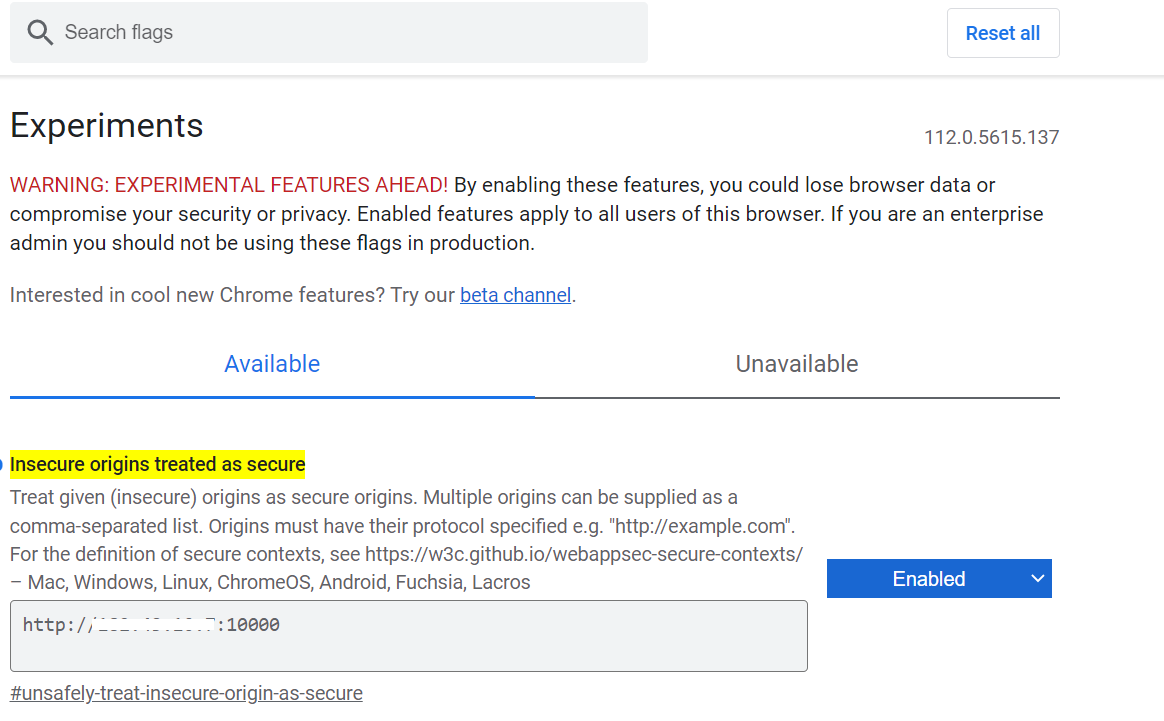 Search flags
Reset all
Experiments
112.0.5615.137
WARNING: EXPERIMENTAL FEATURES AHEAD! By enabling these features, you could lose browser data or
compromise your security or privacy. Enabled features apply to all users of this browser. If you are an enterprise
admin you should not be using these flags in production.
Interested in cool new Chrome features? Try our beta channel.
Available
Unavailable
Insecure origins treated as secure
Treat given (insecure) origins as secure origins. Multiple origins can be supplied as a
comma-separated list. Origins must have their protocol specified e.g. "http://example.com".
For the definition of secure contexts, see https://w3c.github.io/webappsec-secure-contexts/
– Mac, Windows, Linux, ChromeOS, Android, Fuchsia, Lacros
Enabled
http:// :10000
#unsafely-treat-insecure-origin-as-secure